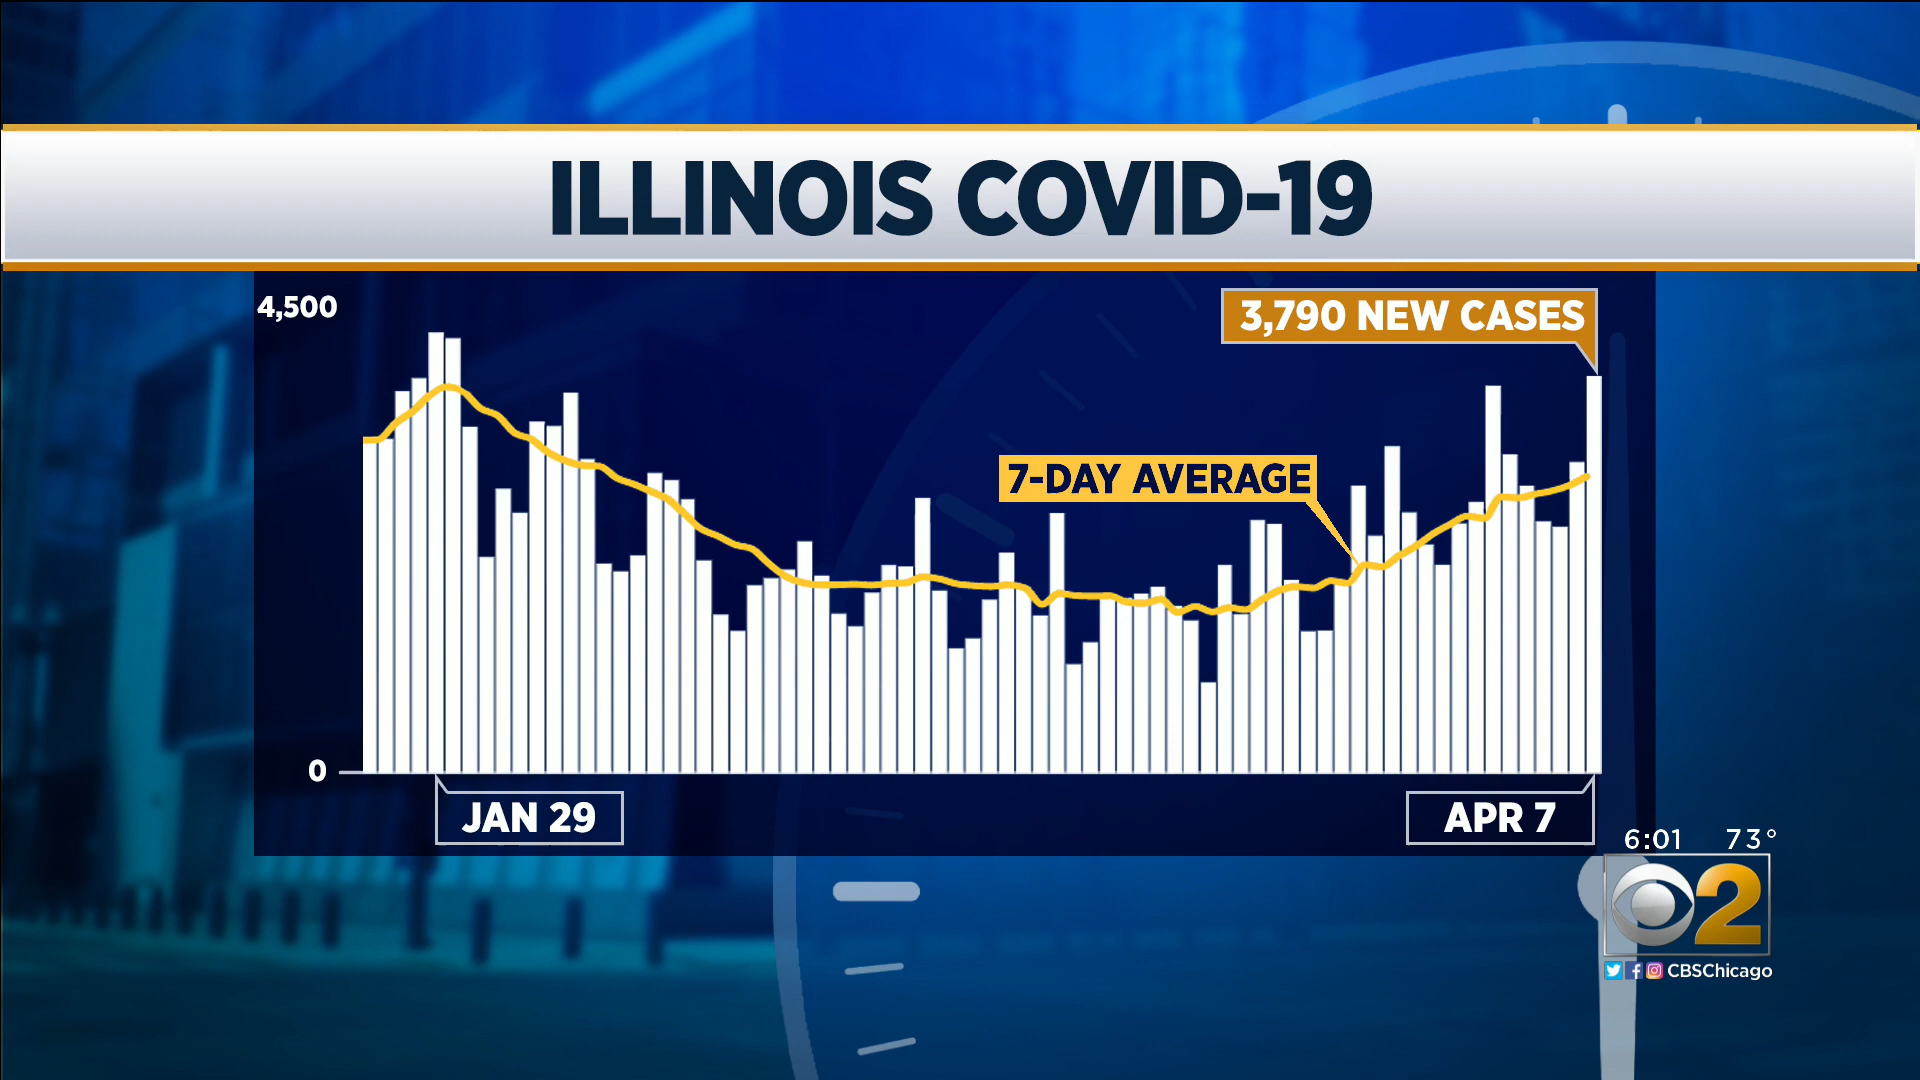 ILLINOIS COVID-19
4,500
3,790 NEW CASES
7-DAY AVERAGE
0
JAN 29
APR 7
6:01 73°
2
CBSChicago